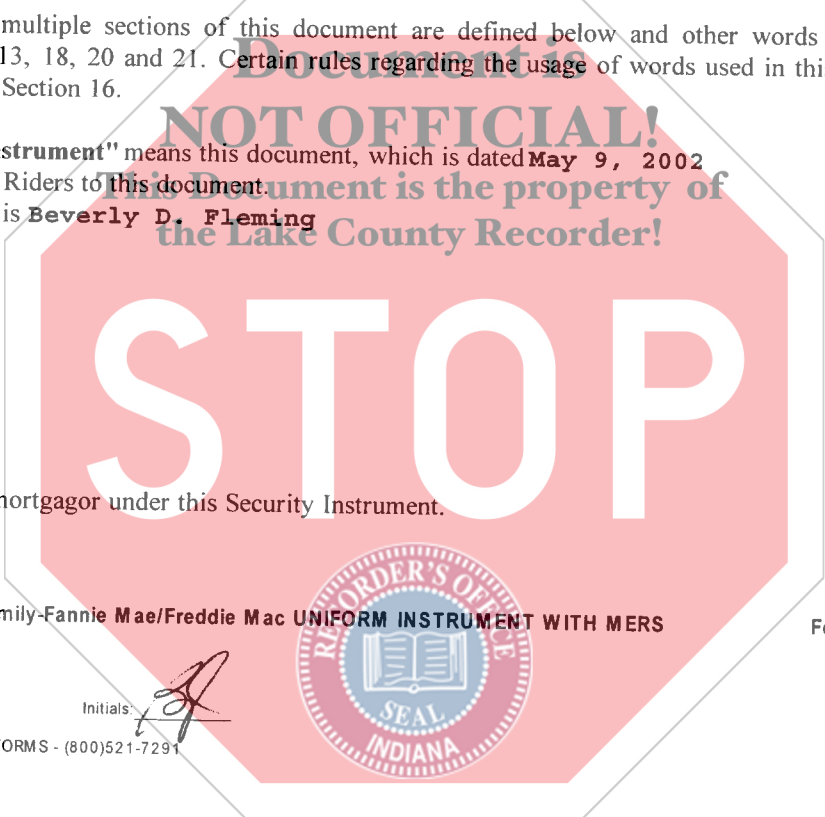 multiple sections of this document are defined below and other words
13, 18, 20 and 21. Certain rules regarding the usage of words used in thi
Document is
Section 16.
NOT OFFICIAL!
strument" means this document, which is dated May 9, 2002
Riders to this document.
This Document is the property of
is Beverly D. Fleming
the Lake County Recorder!
STOP
mortgagor under this Security Instrument.
mily-Fannie Mae/Freddie Mac UNIFORM INSTRUMENT WITH MERS
Fo
RECORDER'S OFFICE
SEAL
INDIANA
Initials:
ORMS - (800)521-7291